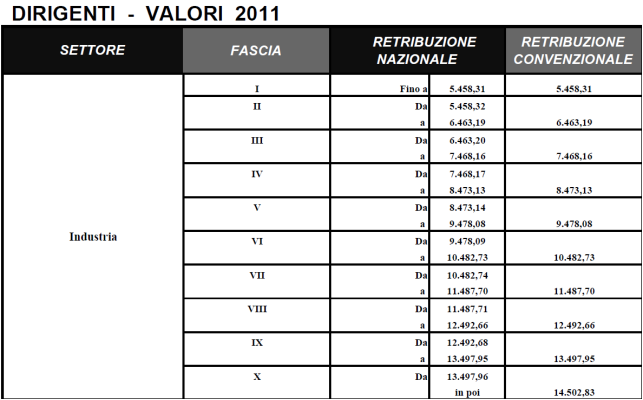 DIRIGENTI - VALORI 2011
SETTORE FASCIA RETRIBUZIONE NAZIONALE RETRIBUZIONE CONVENZIONALE
Industria
I Fino a 5.458,31 5.458,31
II Da 5.458,32
a 6.463,19 6.463,19
III Da 6.463,20
a 7.468,16 7.468,16
IV Da 7.468,17
a 8.473,13 8.473,13
V Da 8.473,14
a 9.478,08 9.478,08
VI Da 9.478,09
a 10.482,73 10.482,73
VII Da 10.482,74
a 11.487,70 11.487,70
VIII Da 11.487,71
a 12.492,66 12.492,66
IX Da 12.492,68
a 13.497,95 13.497,95
X Da 13.497,96
in poi 14.502,83